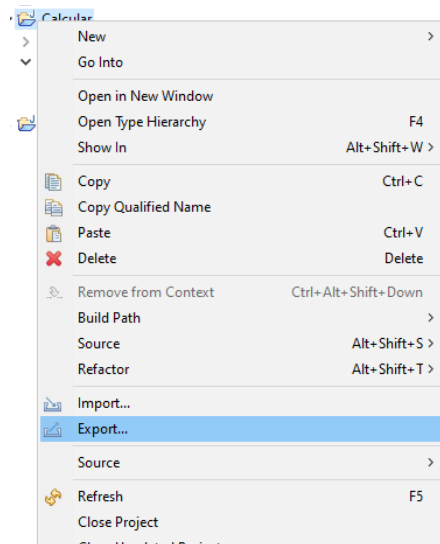 Calcular
New
Go Into
Open in New Window
Open Type Hierarchy F4
Show In Alt+Shift+W >
Copy Ctrl+C
Copy Qualified Name
Paste Ctrl+V
Delete Delete
Remove from Context Ctrl+Alt+Shift+Down
Build Path
Source Alt+Shift+S >
Refactor Alt+Shift+T >
Import...
Export...
Source
Refresh F5
Close Project